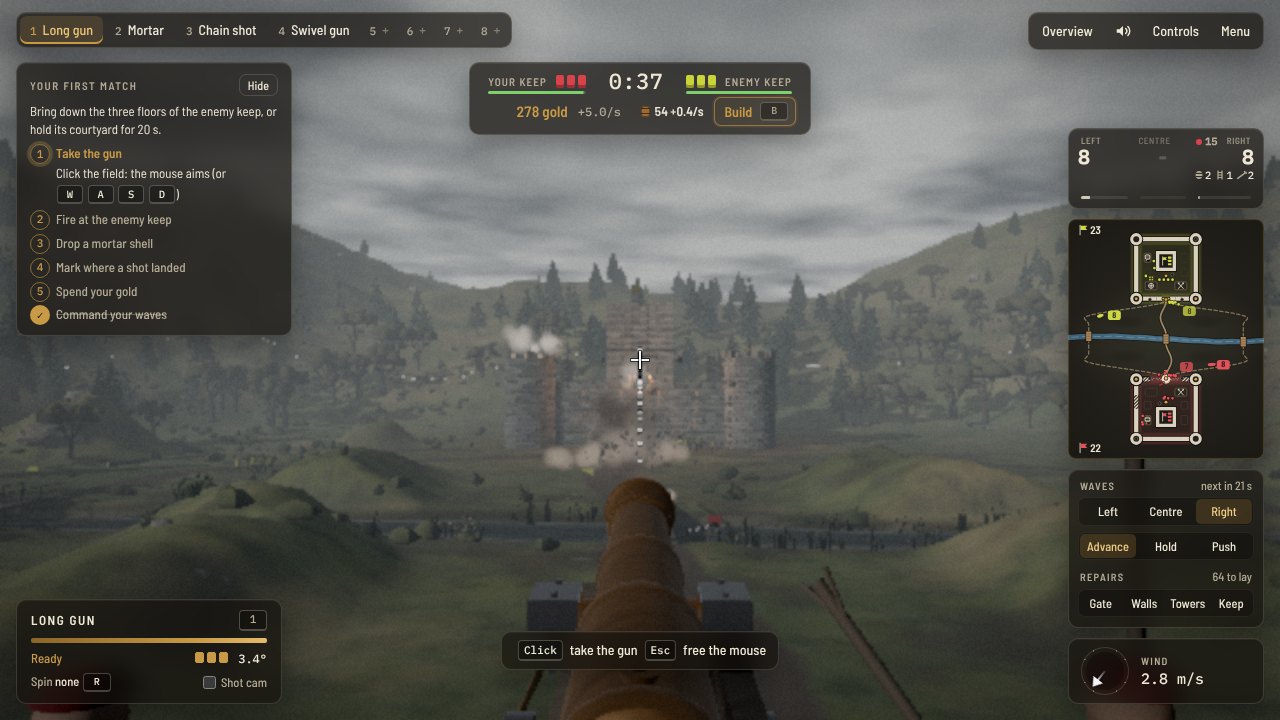 1 Long gun 2 Mortar 3 Chain shot 4 Swivel gun 5 + 6 + 7 + 8 +
Overview Controls Menu
YOUR FIRST MATCH Hide
Bring down the three floors of the enemy keep, or
hold its courtyard for 20 s.
1 Take the gun
Click the field: the mouse aims (or
W A S D )
2 Fire at the enemy keep
3 Drop a mortar shell
4 Mark where a shot landed
5 Spend your gold
✓ Command your waves
YOUR KEEP 0:37 ENEMY KEEP
278 gold +5.0/s 54 +0.4/s Build B
LEFT CENTRE 15 RIGHT
8 - 8
2 1 2
23
8 8
7 8
22
WAVES next in 21 s
Left Centre Right
Advance Hold Push
REPAIRS 64 to lay
Gate Walls Towers Keep
WIND
2.8 m/s
LONG GUN 1
Ready 3.4°
Spin none R Shot cam
Click take the gun Esc free the mouse